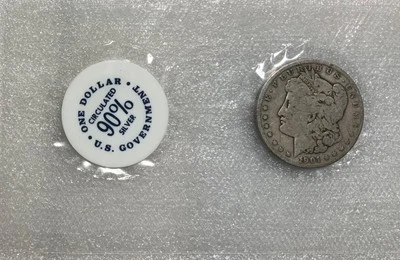 • ONE DOLLAR •
CIRCULATED
90%
SILVER
U.S. GOVERNMENT